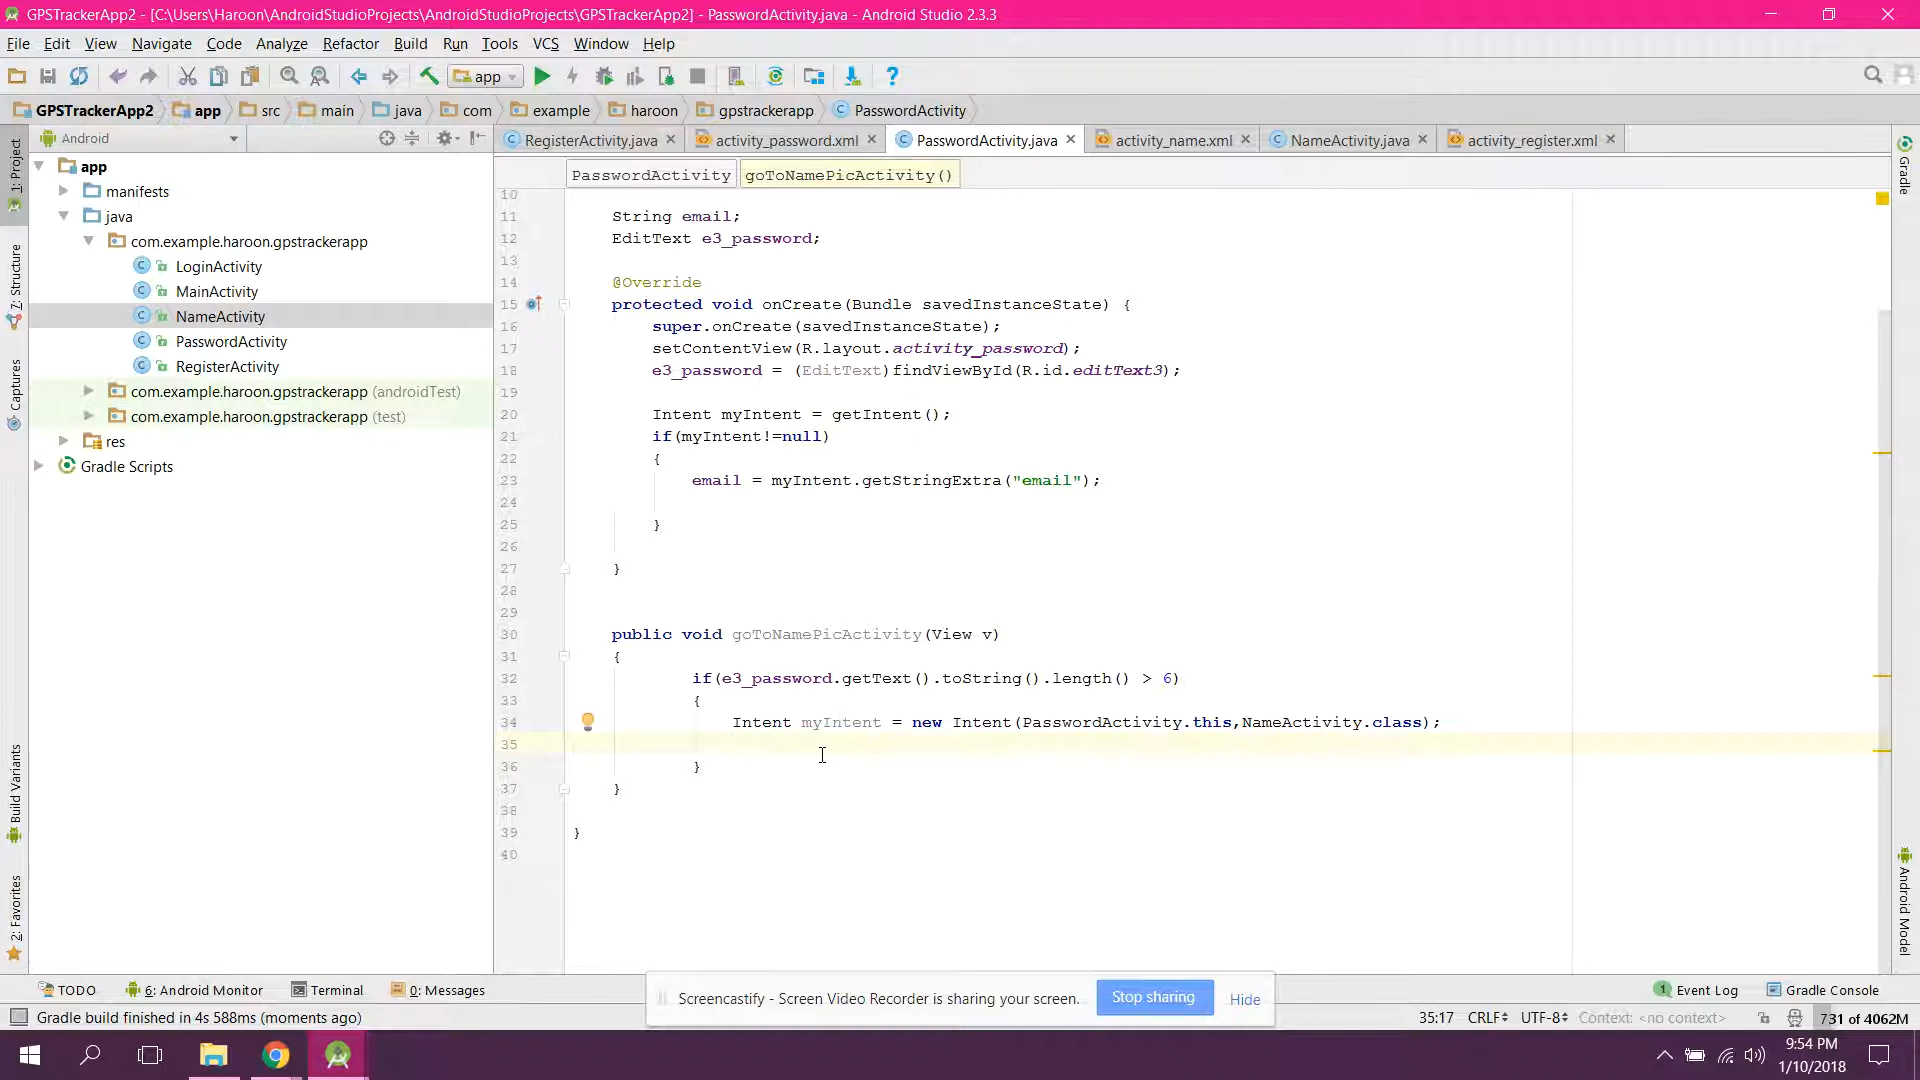 GPSTrackerApp2 - [C:\Users\Haroon\AndroidStudioProjects\AndroidStudioProjects\GPSTrackerApp2] - PasswordActivity.java - Android Studio 2.3.3
File Edit View Navigate Code Analyze Refactor Build Run Tools VCS Window Help
app
GPSTrackerApp2 app src main java com example haroon gpstrackerapp PasswordActivity
Android
RegisterActivity.java activity_password.xml PasswordActivity.java activity_name.xml NameActivity.java activity_register.xml
PasswordActivity goToNamePicActivity()
1: Project
7: Structure
Captures
Build Variants
2: Favorites
app
manifests
java
com.example.haroon.gpstrackerapp
LoginActivity
MainActivity
NameActivity
PasswordActivity
RegisterActivity
com.example.haroon.gpstrackerapp (androidTest)
com.example.haroon.gpstrackerapp (test)
res
Gradle Scripts
10
11 String email;
12 EditText e3_password;
13
14 @Override
15 protected void onCreate(Bundle savedInstanceState) {
16 super.onCreate(savedInstanceState);
17 setContentView(R.layout.activity_password);
18 e3_password = (EditText)findViewById(R.id.editText3);
19
20 Intent myIntent = getIntent();
21 if(myIntent!=null)
22 {
23 email = myIntent.getStringExtra("email");
24
25 }
26
27 }
28
29
30 public void goToNamePicActivity(View v)
31 {
32 if(e3_password.getText().toString().length() > 6)
33 {
34 Intent myIntent = new Intent(PasswordActivity.this,NameActivity.class);
35
36 }
37 }
38
39 }
40
Gradle
Android Model
TODO 6: Android Monitor Terminal 0: Messages
Screencastify - Screen Video Recorder is sharing your screen. Stop sharing Hide
1 Event Log Gradle Console
Gradle build finished in 4s 588ms (moments ago)
35:17 CRLF UTF-8 Context: <no context> 731 of 4062M
9:54 PM
1/10/2018